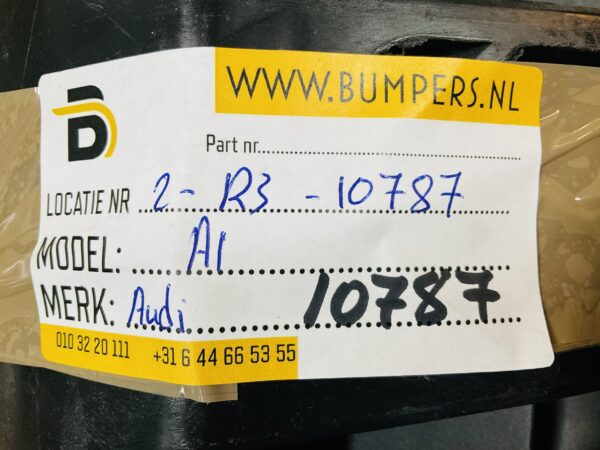 WWW.BUMPERS.NL
Part nr.
LOCATIE NR 2 - R3 - 10787
MODEL: A1
MERK: Audi 10787
010 32 20 111 +31 6 44 66 53 55